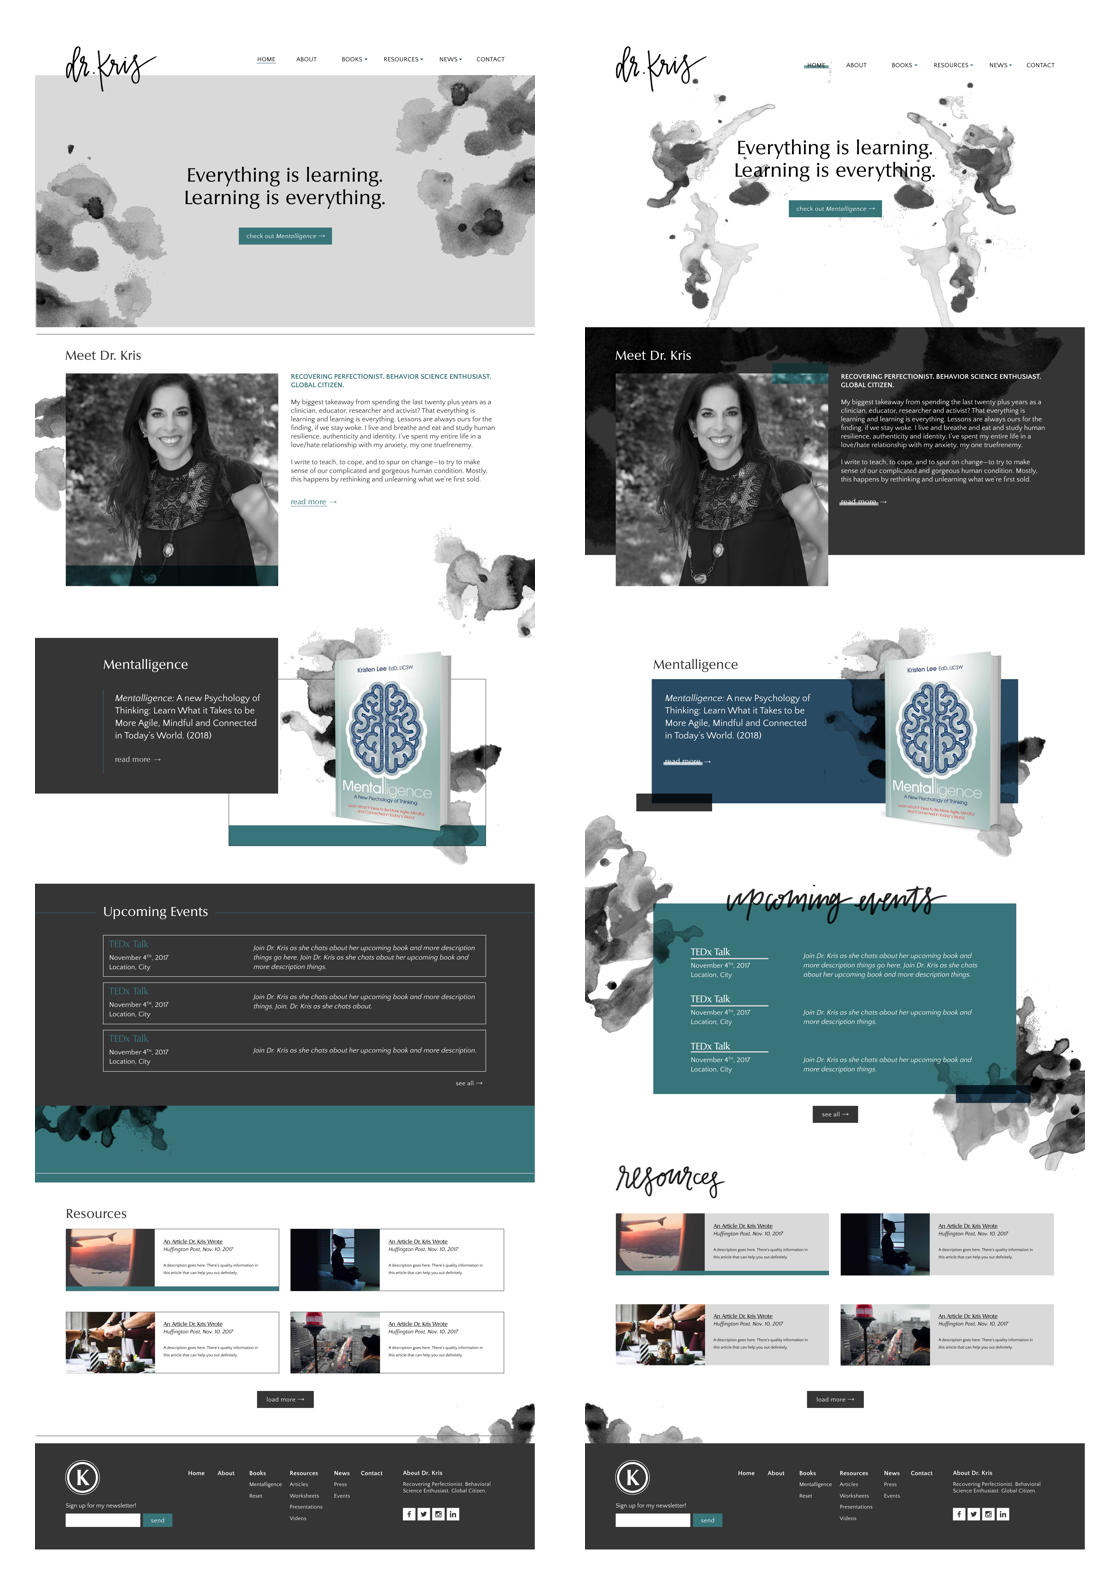 dr. Kris
HOME ABOUT BOOKS RESOURCES NEWS CONTACT
Everything is learning.
Learning is everything.
check out Mentalligence →
Meet Dr. Kris
RECOVERING PERFECTIONIST. BEHAVIOR SCIENCE ENTHUSIAST.
GLOBAL CITIZEN.
My biggest takeaway from spending the last twenty plus years as a
clinician, educator, researcher and activist? That everything is
learning and learning is everything. Lessons are always ours for the
finding, if we stay woke. I live and breathe and eat and study human
resilience, authenticity and identity. I've spent my entire life in a
love/hate relationship with my anxiety, my one truefrenemy.
I write to teach, to cope, and to spur on change—to try to make
sense of our complicated and gorgeous human condition. Mostly,
this happens by rethinking and unlearning what we're first sold.
read more →
Mentalligence
Mentalligence: A new Psychology of
Thinking: Learn What it Takes to be
More Agile, Mindful and Connected
in Today's World. (2018)
read more →
Kristen Lee EdD, LICSW
Mentalligence
A New Psychology of Thinking
Learn What It Takes to Be More Agile, Mindful
and Connected in Today's World
Upcoming Events
TEDx Talk
November 4TH, 2017
Location, City
Join Dr. Kris as she chats about her upcoming book and more description
things go here. Join Dr. Kris as she chats about her upcoming book and
more description things.
TEDx Talk
November 4TH, 2017
Location, City
Join Dr. Kris as she chats about her upcoming book and more description
things. Join. Dr. Kris as she chats about.
TEDx Talk
November 4TH, 2017
Location, City
Join Dr. Kris as she chats about her upcoming book and more description.
see all →
Resources
An Article Dr. Kris Wrote
Huffington Post, Nov. 10, 2017
A description goes here. There's quality information in
this article that can help you out definitely.
An Article Dr. Kris Wrote
Huffington Post, Nov. 10, 2017
A description goes here. There's quality information in
this article that can help you out definitely.
An Article Dr. Kris Wrote
Huffington Post, Nov. 10, 2017
A description goes here. There's quality information in
this article that can help you out definitely.
An Article Dr. Kris Wrote
Huffington Post, Nov. 10, 2017
A description goes here. There's quality information in
this article that can help you out definitely.
load more →
K
Sign up for my newsletter!
send
Home About Books Resources News Contact
Mentalligence Articles Press
Reset Worksheets Events
Presentations
Videos
About Dr. Kris
Recovering Perfectionist. Behavioral
Science Enthusiast. Global Citizen.
dr. Kris
HOME ABOUT BOOKS RESOURCES NEWS CONTACT
Everything is learning.
Learning is everything.
check out Mentalligence →
Meet Dr. Kris
RECOVERING PERFECTIONIST. BEHAVIOR SCIENCE ENTHUSIAST.
GLOBAL CITIZEN.
My biggest takeaway from spending the last twenty plus years as a
clinician, educator, researcher and activist? That everything is
learning and learning is everything. Lessons are always ours for the
finding, if we stay woke. I live and breathe and eat and study human
resilience, authenticity and identity. I've spent my entire life in a
love/hate relationship with my anxiety, my one truefrenemy.
I write to teach, to cope, and to spur on change—to try to make
sense of our complicated and gorgeous human condition. Mostly,
this happens by rethinking and unlearning what we're first sold.
read more →
Mentalligence
Mentalligence: A new Psychology of
Thinking: Learn What it Takes to be
More Agile, Mindful and Connected
in Today's World. (2018)
read more →
Kristen Lee EdD, LICSW
Mentalligence
A New Psychology of Thinking
Learn What It Takes to Be More Agile, Mindful
and Connected in Today's World
upcoming events
TEDx Talk
November 4TH, 2017
Location, City
Join Dr. Kris as she chats about her upcoming book and
more description things go here. Join Dr. Kris as she chats
about her upcoming book and more description things.
TEDx Talk
November 4TH, 2017
Location, City
Join Dr. Kris as she chats about her upcoming book and
more description things.
TEDx Talk
November 4TH, 2017
Location, City
Join Dr. Kris as she chats about her upcoming book and
more description things.
see all →
resources
An Article Dr. Kris Wrote
Huffington Post, Nov. 10, 2017
A description goes here. There's quality information in
this article that can help you out definitely.
An Article Dr. Kris Wrote
Huffington Post, Nov. 10, 2017
A description goes here. There's quality information in
this article that can help you out definitely.
An Article Dr. Kris Wrote
Huffington Post, Nov. 10, 2017
A description goes here. There's quality information in
this article that can help you out definitely.
An Article Dr. Kris Wrote
Huffington Post, Nov. 10, 2017
A description goes here. There's quality information in
this article that can help you out definitely.
load more →
K
Sign up for my newsletter!
send
Home About Books Resources News Contact
Mentalligence Articles Press
Reset Worksheets Events
Presentations
Videos
About Dr. Kris
Recovering Perfectionist. Behavioral
Science Enthusiast. Global Citizen.